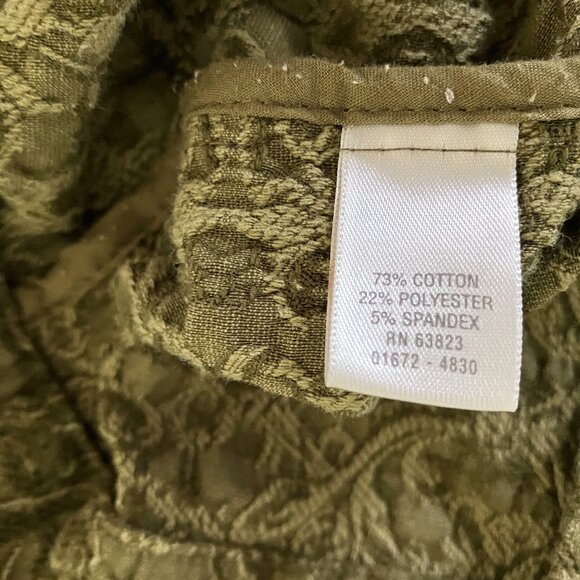 73% COTTON
22% POLYESTER
5% SPANDEX
RN 63823
01672 - 4830